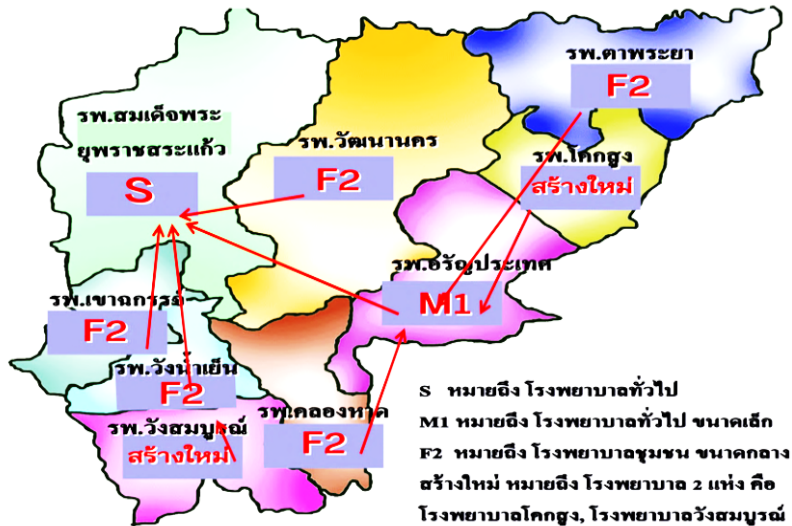 รพ.ตาพระยา
F2
รพ.สมเด็จพระ
ยุพราชสระแก้ว
S
รพ.วัฒนานคร
F2
รพ.โคกสูง
สร้างใหม่
รพ.อรัญประเทศ
M1
รพ.เขาฉกรรจ์
F2
รพ.วังน้ำเย็น
F2
รพ.คลองหาด
F2
รพ.วังสมบูรณ์
สร้างใหม่
S หมายถึง โรงพยาบาลทั่วไป
M1 หมายถึง โรงพยาบาลทั่วไป ขนาดเล็ก
F2 หมายถึง โรงพยาบาลชุมชน ขนาดกลาง
สร้างใหม่ หมายถึง โรงพยาบาล 2 แห่ง คือ
โรงพยาบาลโคกสูง, โรงพยาบาลวังสมบูรณ์